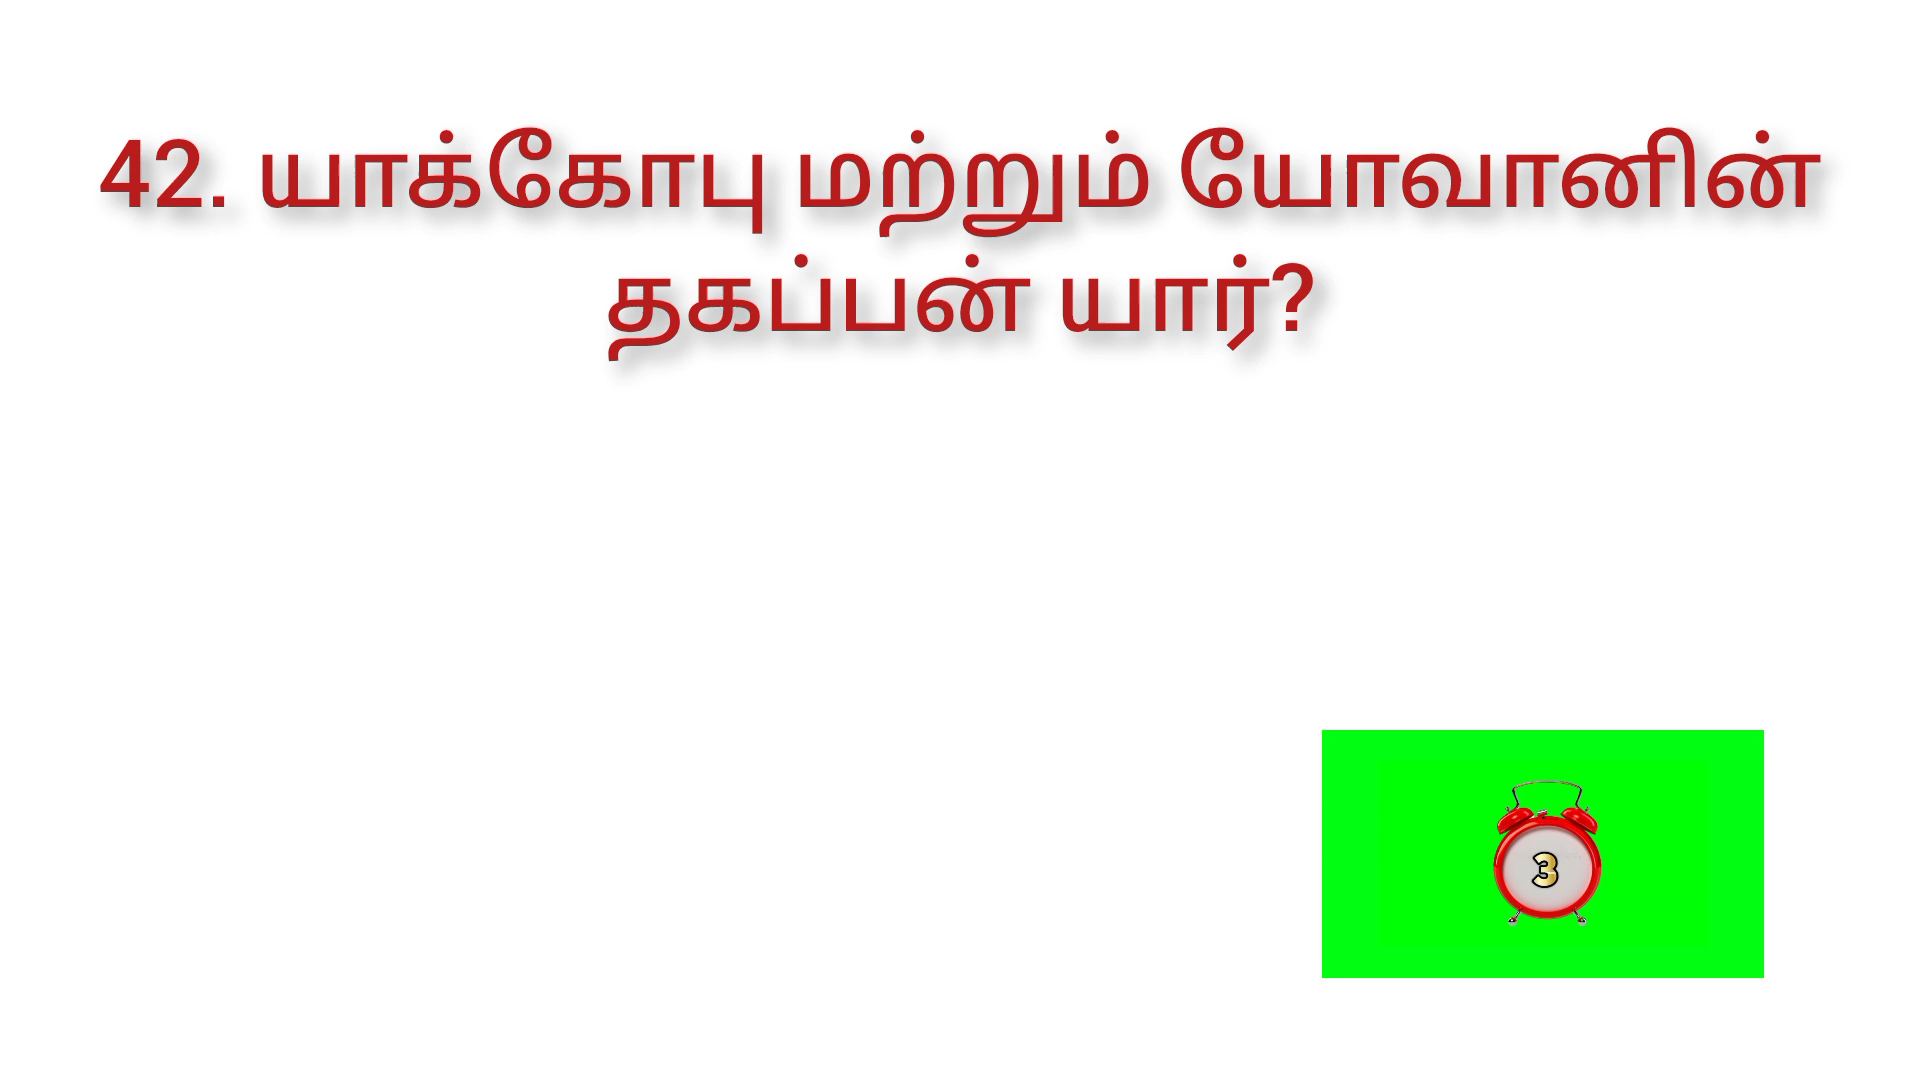 42. யாக்கோபு மற்றும் யோவானின்
தகப்பன் யார்?
3